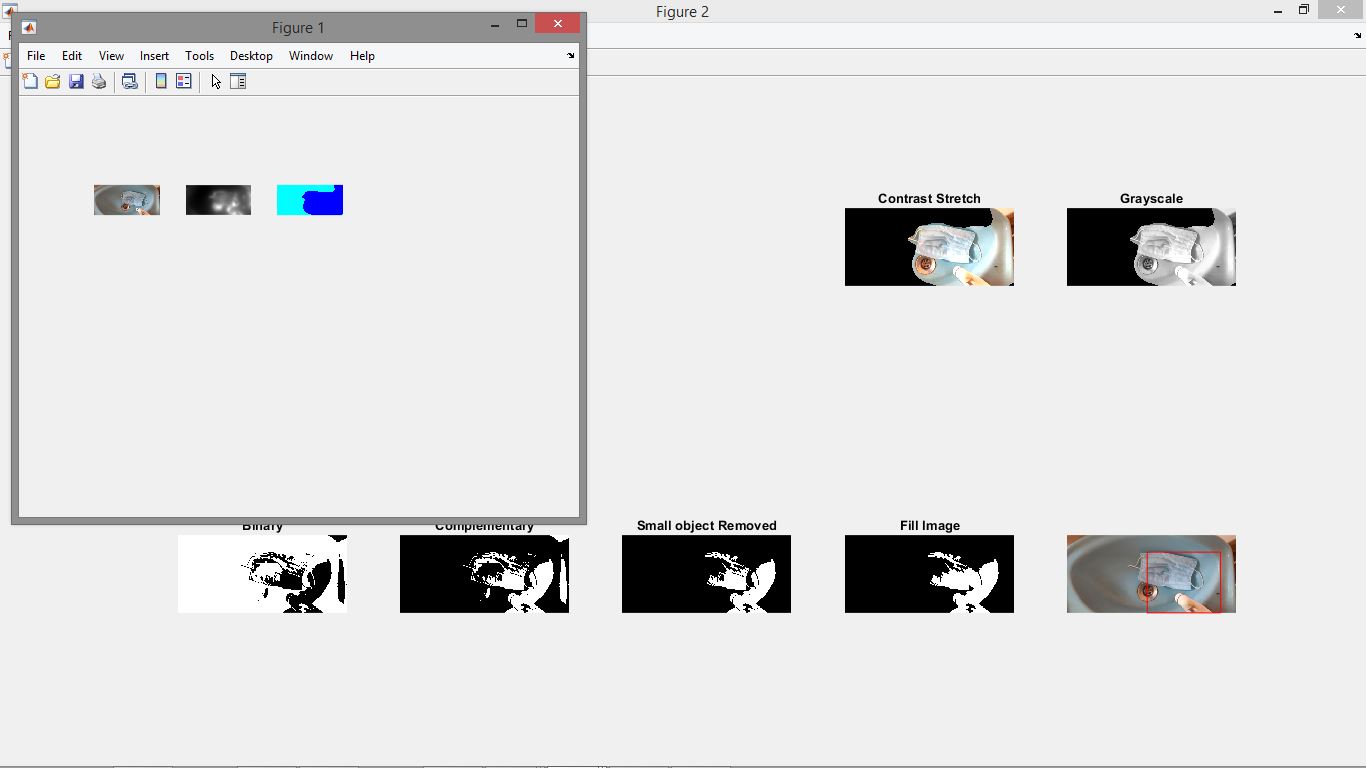 Figure 2
Figure 1
File Edit View Insert Tools Desktop Window Help
Contrast Stretch Grayscale
Binary Complementary Small object Removed Fill Image